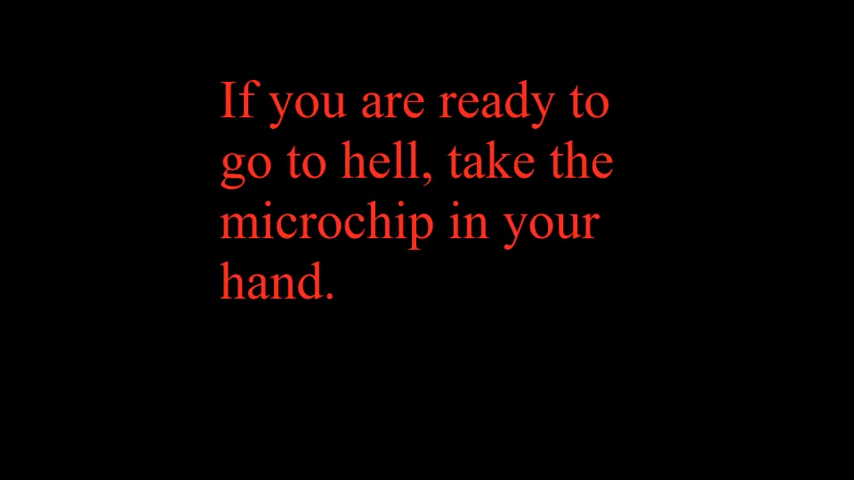 If you are ready to
go to hell, take the
microchip in your
hand.